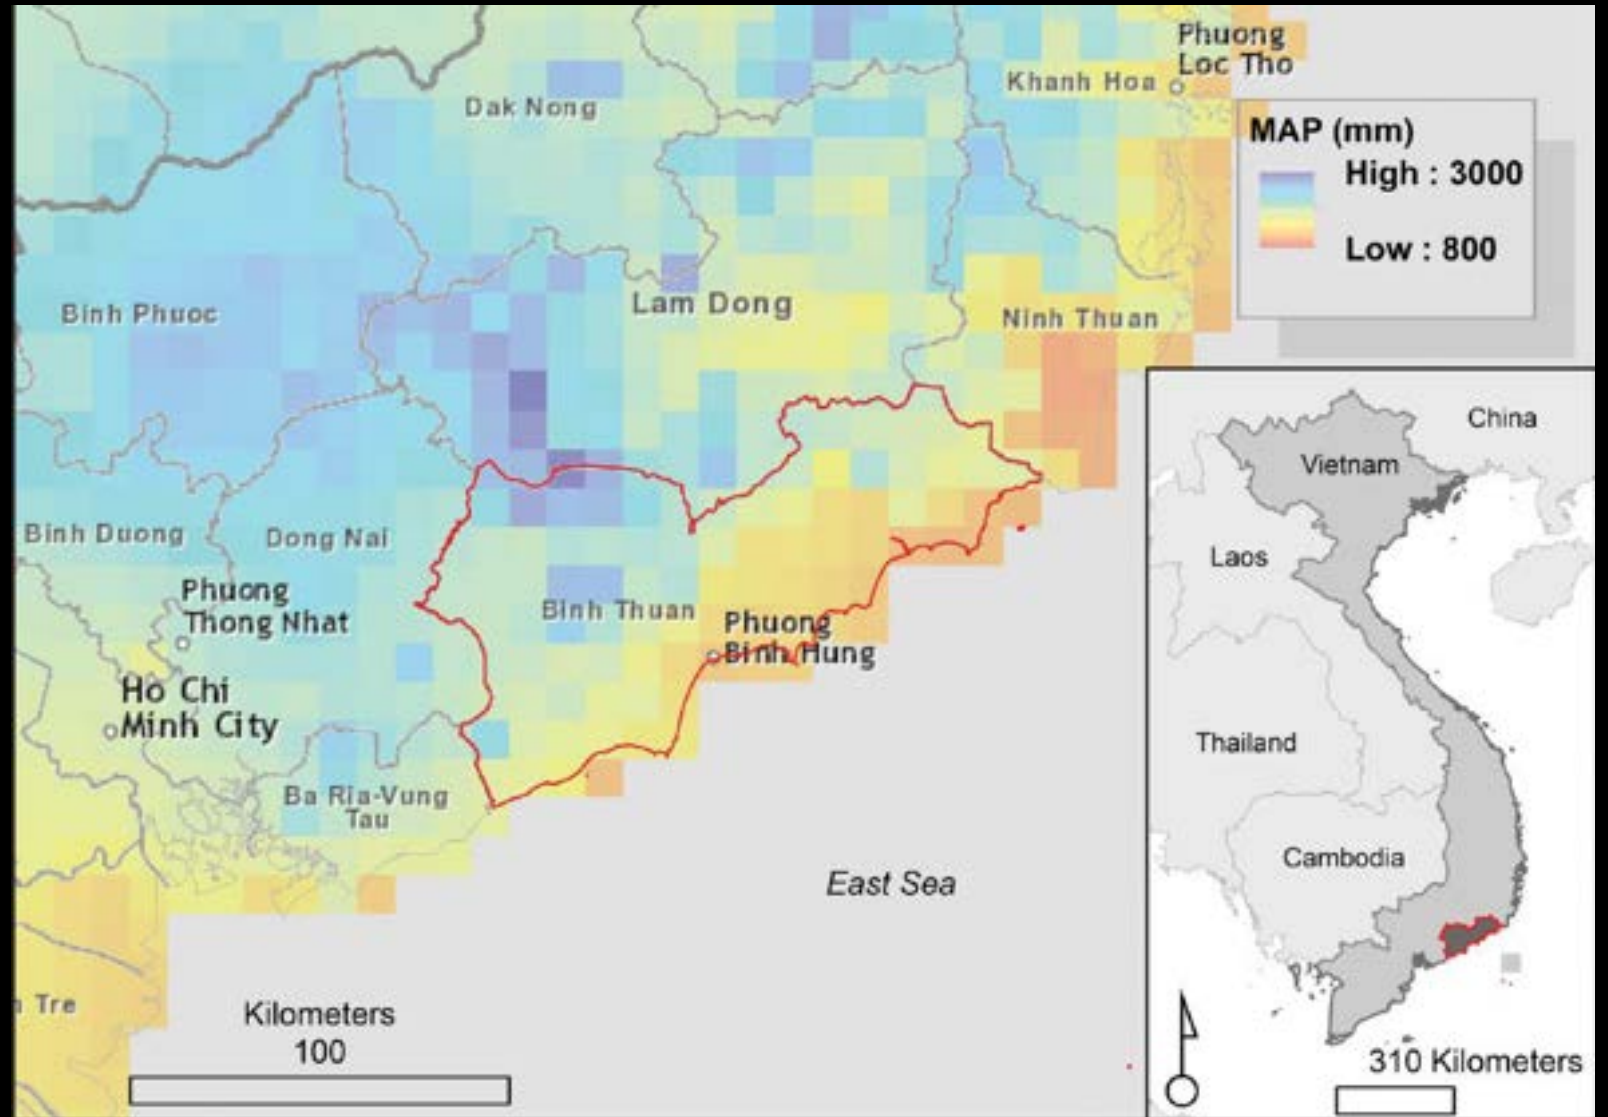 Phuong
Loc Tho
Khanh Hoa
Dak Nong
MAP (mm)
High : 3000
Low : 800
Binh Phuoc
Lam Dong
Ninh Thuan
China
Vietnam
Binh Duong
Dong Nai
Laos
Phuong
Thong Nhat
Binh Thuan
Phuong
Binh Hung
Ho Chi
Minh City
Thailand
Ba Ria-Vung
Tau
Cambodia
East Sea
Tre
Kilometers
100
310 Kilometers